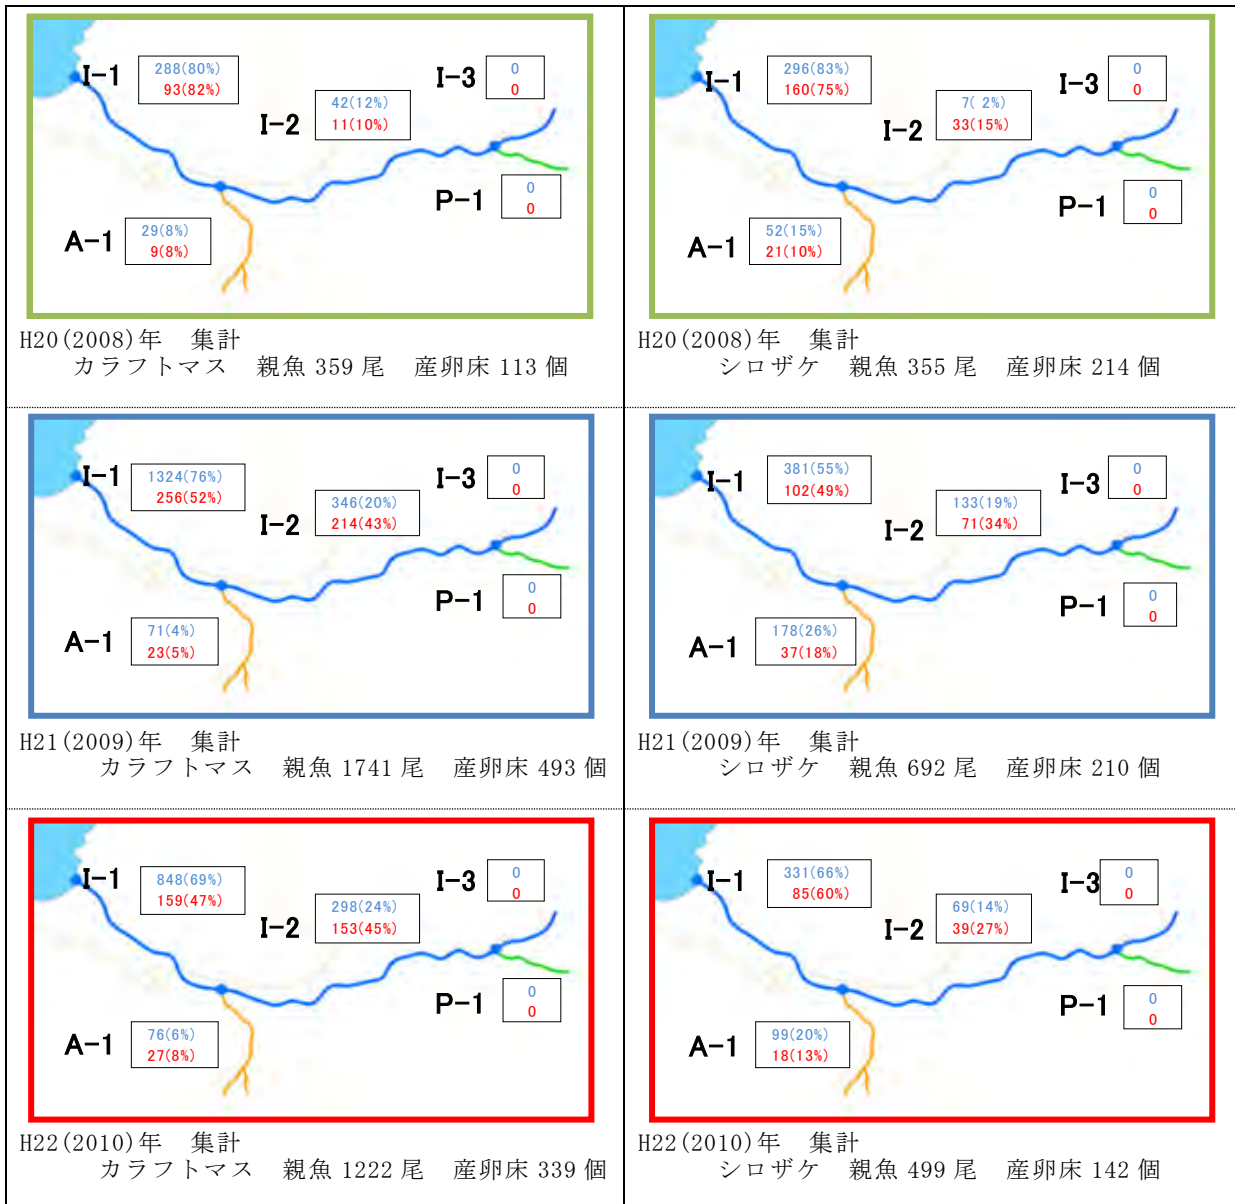 I-1
288(80%)
93(82%)
I-2
42(12%)
11(10%)
I-3
0
0
P-1
0
0
A-1
29(8%)
9(8%)
H20(2008)年 集計
カラフトマス 親魚 359 尾 産卵床 113 個
I-1
296(83%)
160(75%)
I-2
7( 2%)
33(15%)
I-3
0
0
P-1
0
0
A-1
52(15%)
21(10%)
H20(2008)年 集計
シロザケ 親魚 355 尾 産卵床 214 個
I-1
1324(76%)
256(52%)
I-2
346(20%)
214(43%)
I-3
0
0
P-1
0
0
A-1
71(4%)
23(5%)
H21(2009)年 集計
カラフトマス 親魚 1741 尾 産卵床 493 個
I-1
381(55%)
102(49%)
I-2
133(19%)
71(34%)
I-3
0
0
P-1
0
0
A-1
178(26%)
37(18%)
H21(2009)年 集計
シロザケ 親魚 692 尾 産卵床 210 個
I-1
848(69%)
159(47%)
I-2
298(24%)
153(45%)
I-3
0
0
P-1
0
0
A-1
76(6%)
27(8%)
H22(2010)年 集計
カラフトマス 親魚 1222 尾 産卵床 339 個
I-1
331(66%)
85(60%)
I-2
69(14%)
39(27%)
I-3
0
0
P-1
0
0
A-1
99(20%)
18(13%)
H22(2010)年 集計
シロザケ 親魚 499 尾 産卵床 142 個